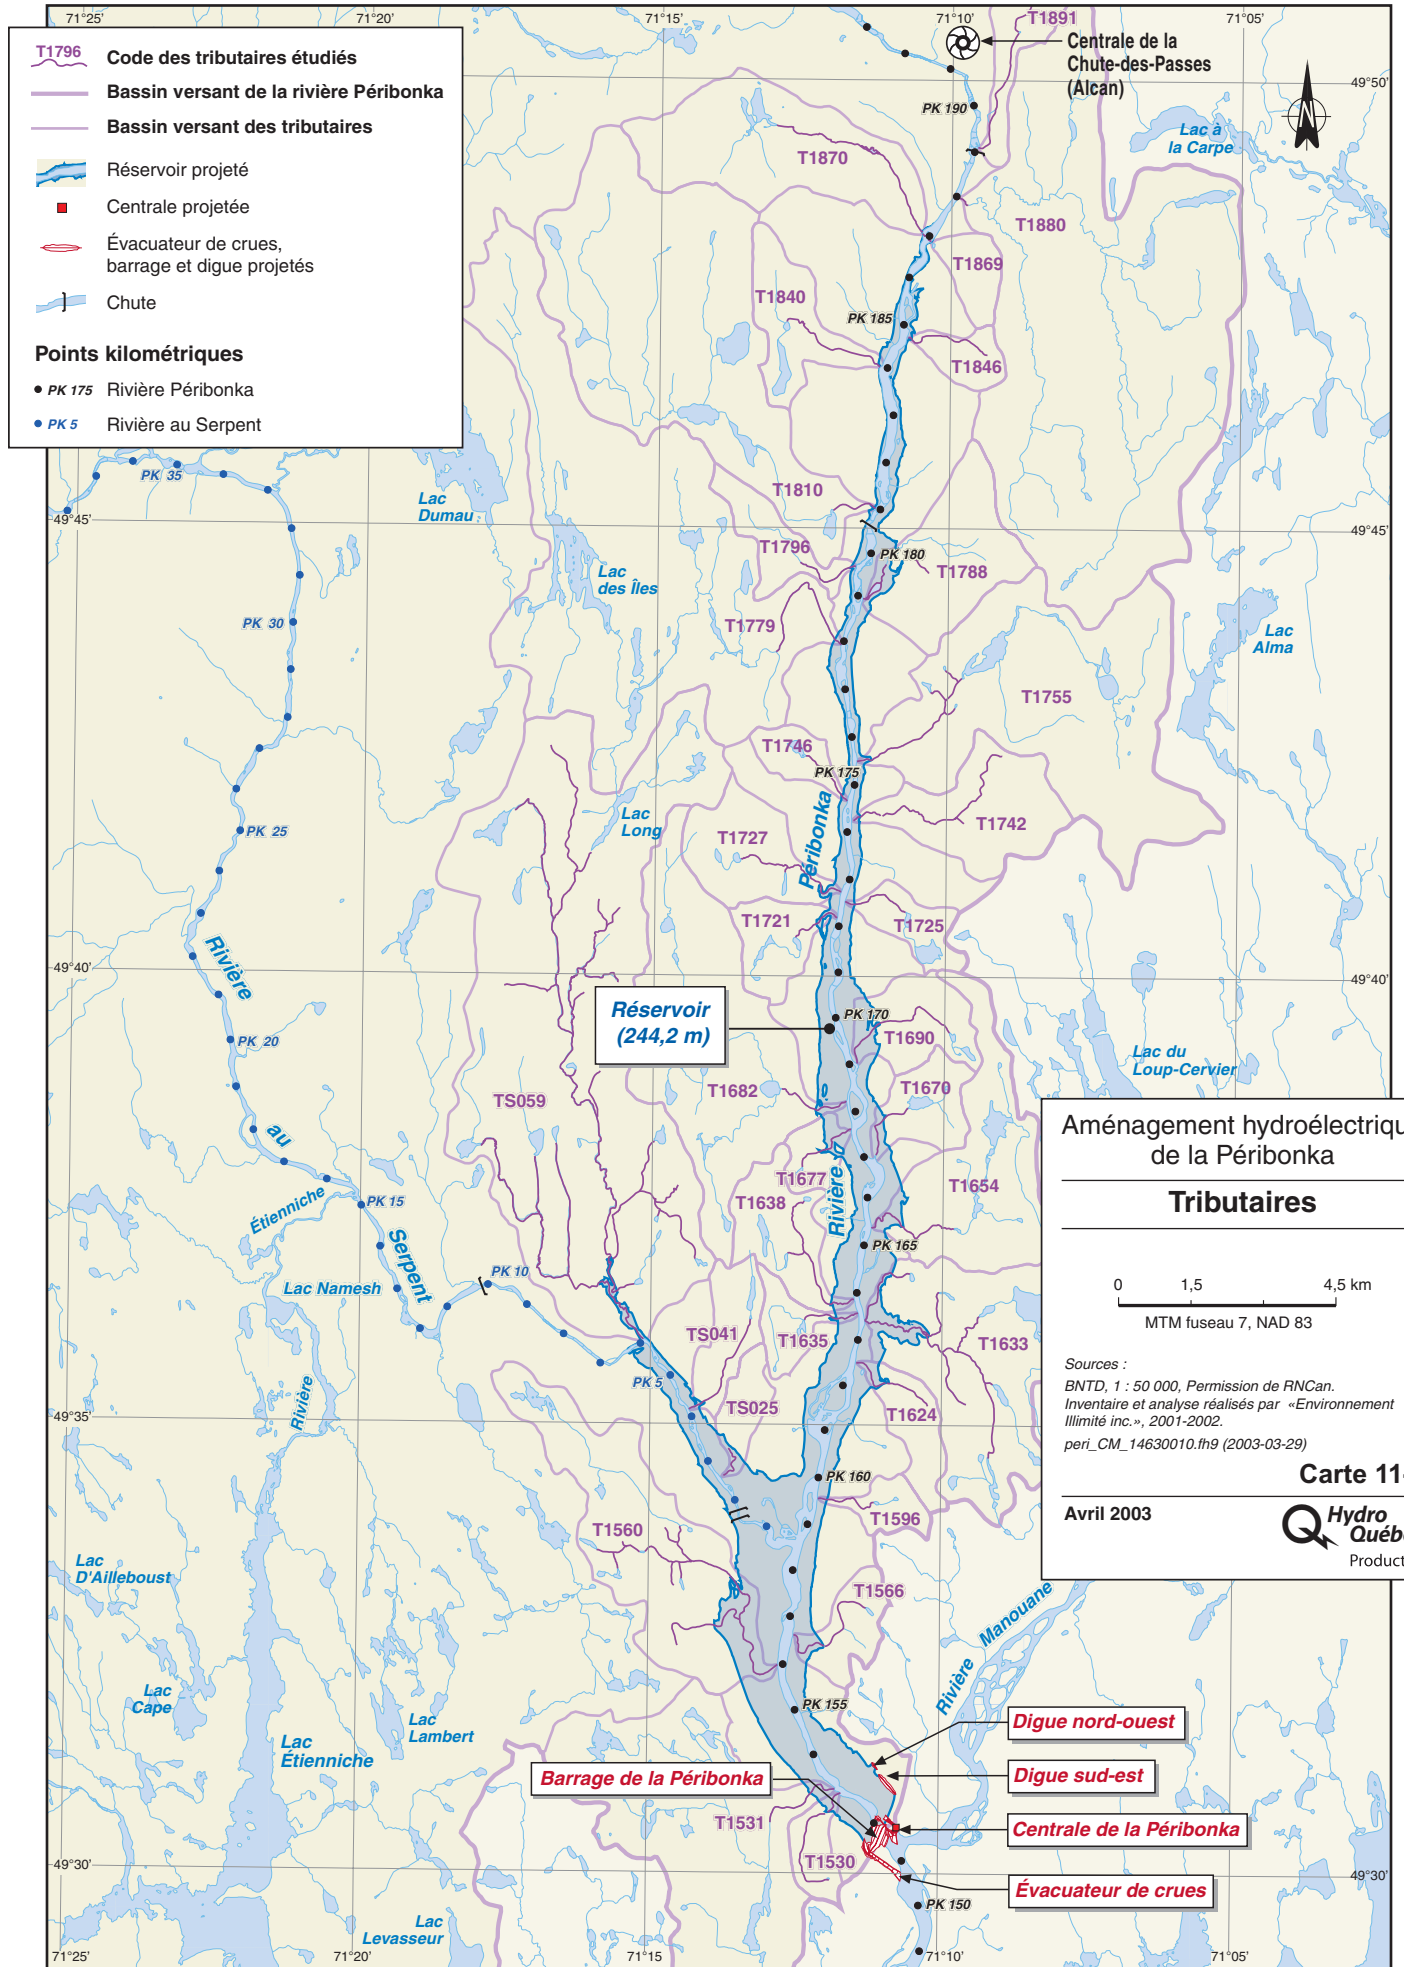 71°25'
71°20'
71°15'
71°10'
71°05'
T1796
Code des tributaires étudiés
Bassin versant de la rivière Péribonka
Bassin versant des tributaires
Réservoir projeté
Centrale projetée
Évacuateur de crues,
barrage et digue projetés
Chute
Points kilométriques
PK 175 Rivière Péribonka
PK 5 Rivière au Serpent
T1891
Centrale de la
Chute-des-Passes
(Alcan)
49°50'
PK 190
Lac à
la Carpe
T1870
T1880
T1869
T1840
PK 185
T1846
PK 35
Lac
Dumau
T1810
49°45'
49°45'
T1796
PK 180
T1788
Lac
des Îles
PK 30
T1779
Lac
Alma
T1755
T1746
PK 175
Lac
Long
PK 25
T1742
T1727
Péribonka
T1721
T1725
Rivière
49°40'
49°40'
Réservoir
(244,2 m)
PK 170
T1690
PK 20
Lac du
Loup-Cervier
T1682
T1670
TS059
au
T1677
T1654
Étienniche
PK 15
T1638
Rivière
Serpent
PK 165
PK 10
Lac Namesh
TS041
T1635
T1633
PK 5
Rivière
TS025
T1624
49°35'
PK 160
T1596
T1560
Lac
D'Ailleboust
T1566
Rivière
Manouane
Lac
Cape
PK 155
Lac
Lambert
Lac
Étienniche
Digue nord-ouest
Barrage de la Péribonka
Digue sud-est
T1531
Centrale de la Péribonka
T1530
49°30'
49°30'
Évacuateur de crues
PK 150
Lac
Levasseur
71°25'
71°20'
71°15'
71°10'
71°05'
Aménagement hydroélectriqu
de la Péribonka
Tributaires
0 1,5 4,5 km
MTM fuseau 7, NAD 83
Sources :
BNTD, 1 : 50 000, Permission de RNCan.
Inventaire et analyse réalisés par «Environnement
Illimité inc.», 2001-2002.
peri_CM_14630010.fh9 (2003-03-29)
Carte 11-
Avril 2003
Hydro
Québe
Product